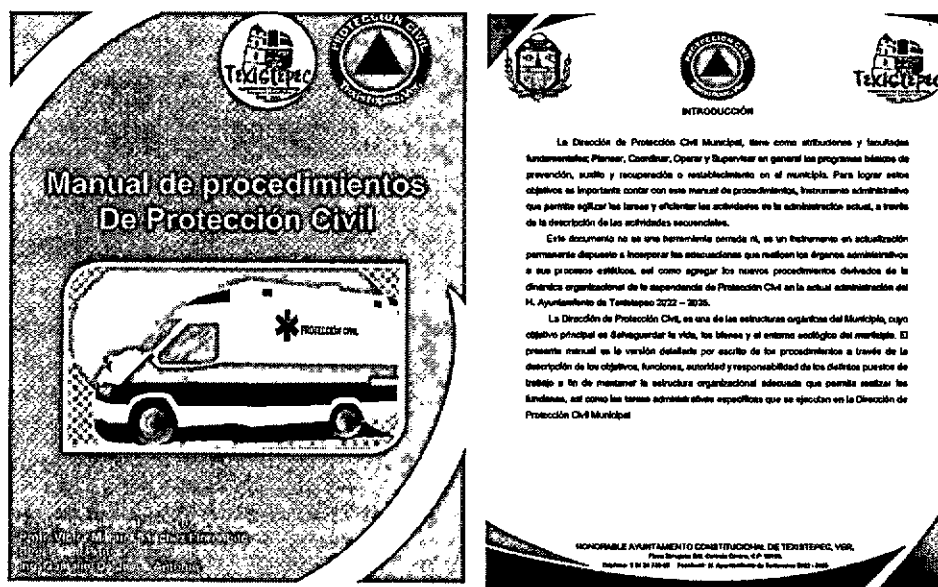 TEXISTEPEC
PROTECCIÓN CIVIL
Manual de procedimientos
De Protección Civil
PROTECCIÓN CIVIL
PROTECCIÓN CIVIL
TEXISTEPEC
INTRODUCCIÓN
La Dirección de Protección Civil Municipal, tiene como atribuciones y facultades
fundamentales; Planear, Coordinar, Operar y Supervisar en general los programas básicos de
prevención, auxilio y recuperación o restablecimiento en el municipio. Para lograr estos
objetivos es importante contar con este manual de procedimientos, instrumento administrativo
que permite agilizar las tareas y eficientar las actividades en la administración actual, a través
de la descripción de las actividades secuenciales.
Este documento no es una herramienta cerrada ni, es un instrumento en actualización
permanente dispuesto a incorporar las adecuaciones que realicen los órganos administrativos
a sus procesos estáticos, así como agregar los nuevos procedimientos derivados de la
dinámica organizacional de la dependencia de Protección Civil en la actual administración del
H. Ayuntamiento de Texistepec 2022 – 2025.
La Dirección de Protección Civil, es una de las estructuras orgánicas del Municipio, cuyo
objetivo principal es Salvaguardar la vida, los bienes y el entorno ecológico del municipio. El
presente manual es la versión detallada por escrito de los procedimientos a través de la
descripción de los objetivos, funciones, autoridad y responsabilidad de los distintos puestos de
trabajo a fin de mantener la estructura organizacional adecuada que permita realizar las
funciones, así como las tareas administrativas específicas que se ejecutan en la Dirección de
Protección Civil Municipal
HONORABLE AYUNTAMIENTO CONSTITUCIONAL DE TEXISTEPEC, VER.